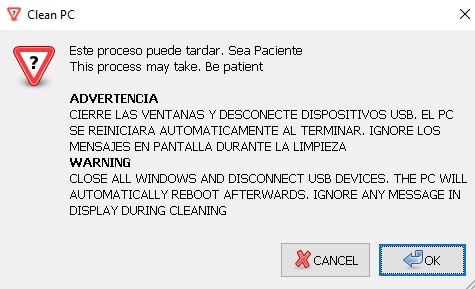 Clean PC
Este proceso puede tardar. Sea Paciente
This process may take. Be patient
ADVERTENCIA
CIERRE LAS VENTANAS Y DESCONECTE DISPOSITIVOS USB. EL PC
SE REINICIARA AUTOMATICAMENTE AL TERMINAR. IGNORE LOS
MENSAJES EN PANTALLA DURANTE LA LIMPIEZA
WARNING
CLOSE ALL WINDOWS AND DISCONNECT USB DEVICES. THE PC WILL
AUTOMATICALLY REBOOT AFTERWARDS. IGNORE ANY MESSAGE IN
DISPLAY DURING CLEANING
CANCEL
OK